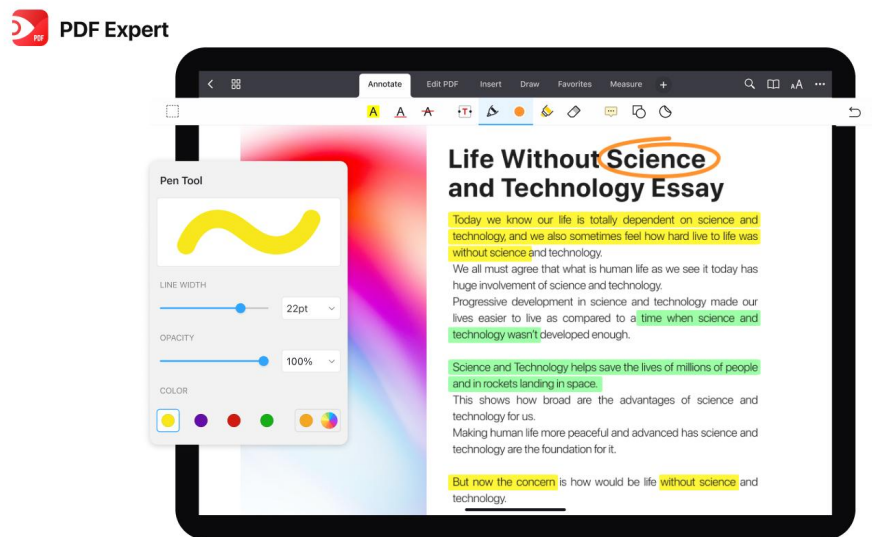 PDF Expert
PDF
Annotate Edit PDF Insert Draw Favorites Measure +
AA
A A A T
Pen Tool
LINE WIDTH
22pt
OPACITY
100%
COLOR
Life Without Science
and Technology Essay
Today we know our life is totally dependent on science and
technology, and we also sometimes feel how hard live to life was
without science and technology.
We all must agree that what is human life as we see it today has
huge involvement of science and technology.
Progressive development in science and technology made our
lives easier to live as compared to a time when science and
technology wasn't developed enough.
Science and Technology helps save the lives of millions of people
and in rockets landing in space.
This shows how broad are the advantages of science and
technology for us.
Making human life more peaceful and advanced has science and
technology are the foundation for it.
But now the concern is how would be life without science and
technology.